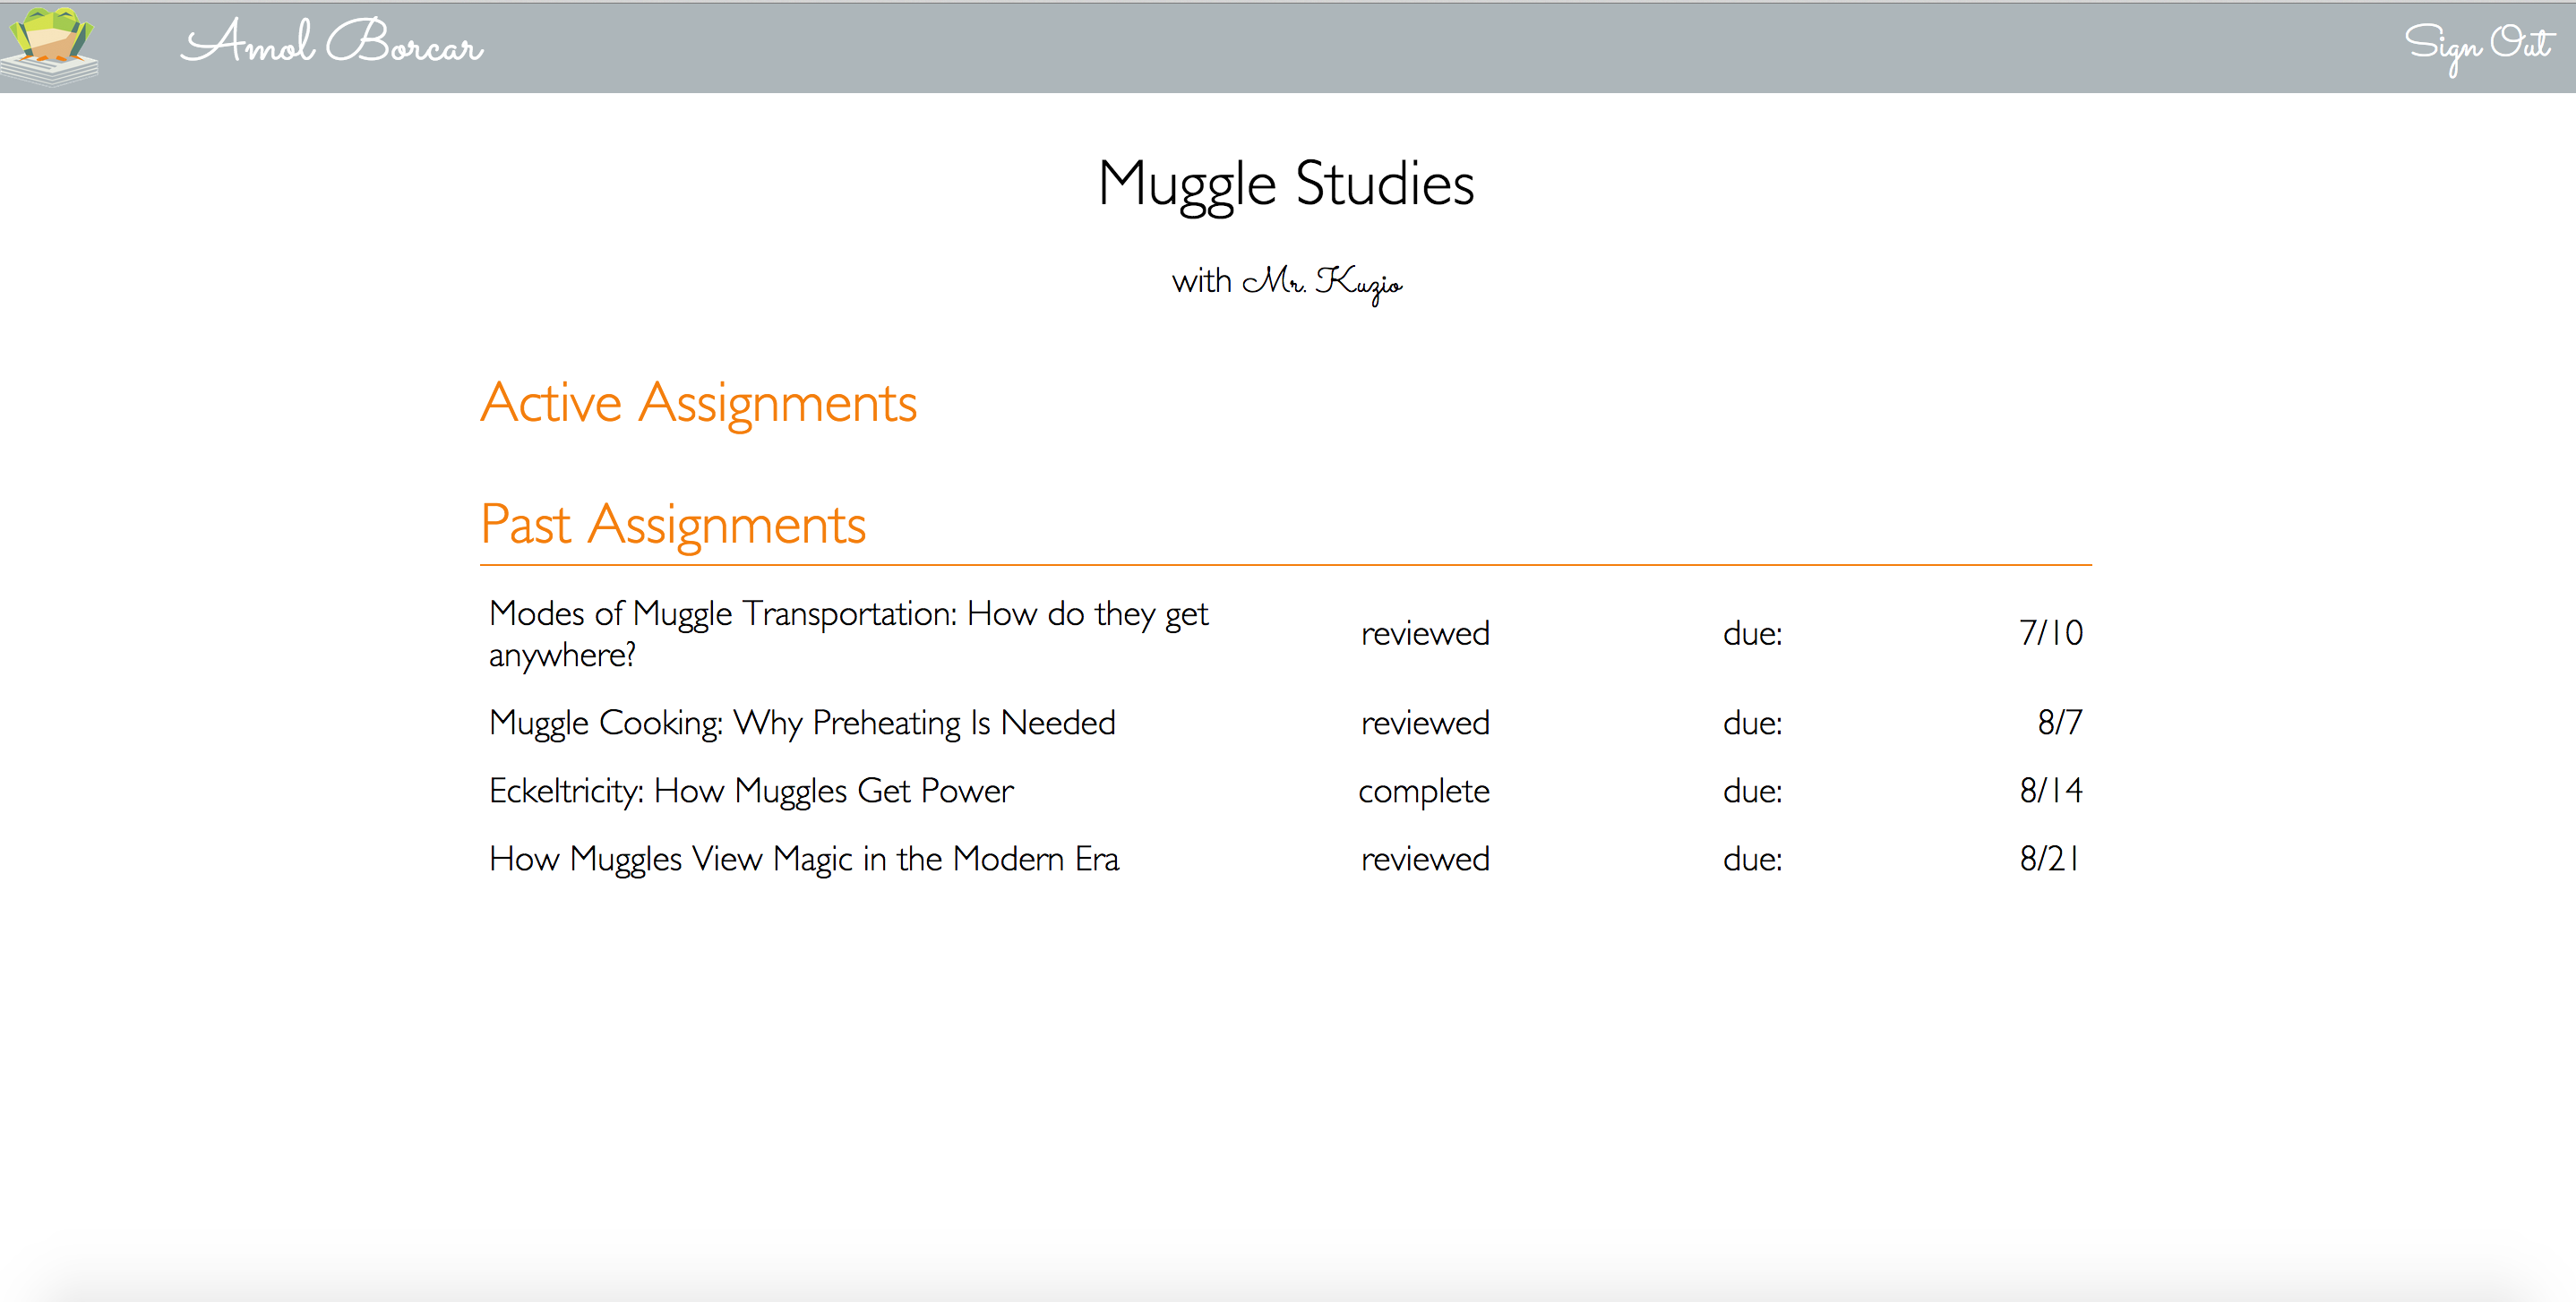 Amol Borcar
Sign Out
Muggle Studies
with Mr. Kuzio
Active Assignments
Past Assignments
Modes of Muggle Transportation: How do they get
anywhere?
reviewed due: 7/10
Muggle Cooking: Why Preheating Is Needed reviewed due: 8/7
Eckeltricity: How Muggles Get Power complete due: 8/14
How Muggles View Magic in the Modern Era reviewed due: 8/21